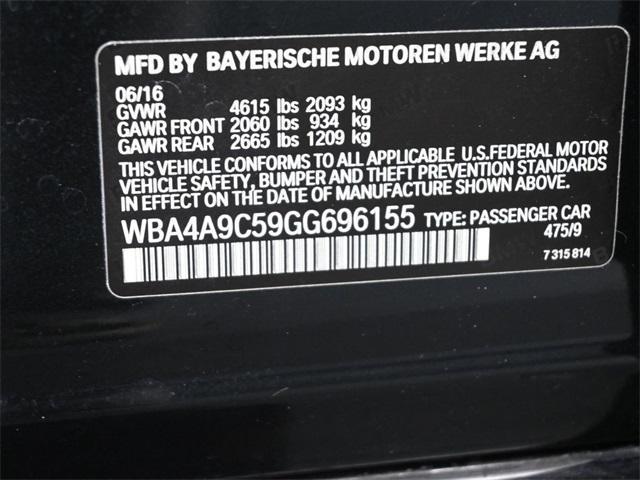 MFD BY BAYERISCHE MOTOREN WERKE AG
06/16
GVWR 4615 lbs 2093 kg
GAWR FRONT 2060 lbs 934 kg
GAWR REAR 2665 lbs 1209 kg
THIS VEHICLE CONFORMS TO ALL APPLICABLE U.S.FEDERAL MOTOR
VEHICLE SAFETY, BUMPER AND THEFT PREVENTION STANDARDS
IN EFFECT ON THE DATE OF MANUFACTURE SHOWN ABOVE.
WBA4A9C59GG696155 TYPE: PASSENGER CAR
475/9
7 315 814